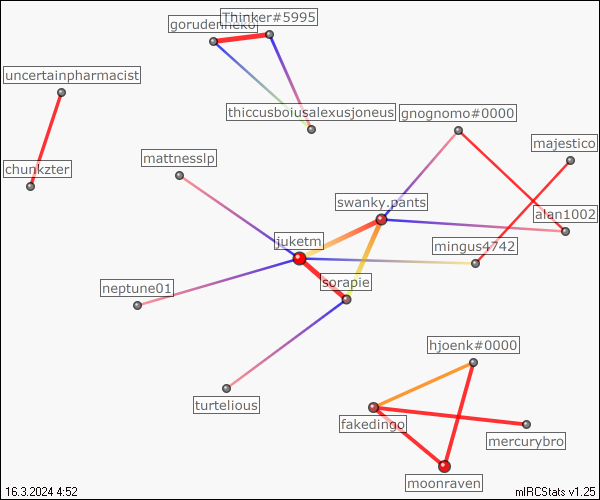 Thinker#5995
gorudenneko
uncertainpharmacist
thiccusboiusalexusjoneus
gnognomo#0000
majestico
mattnesslp
chunkzter
swanky.pants
alan1002
juketm
mingus4742
neptune01
sorapie
hjoenk#0000
turtelious
fakedingo
mercurybro
moonraven
16.3.2024 4:52
mIRCStats v1.25